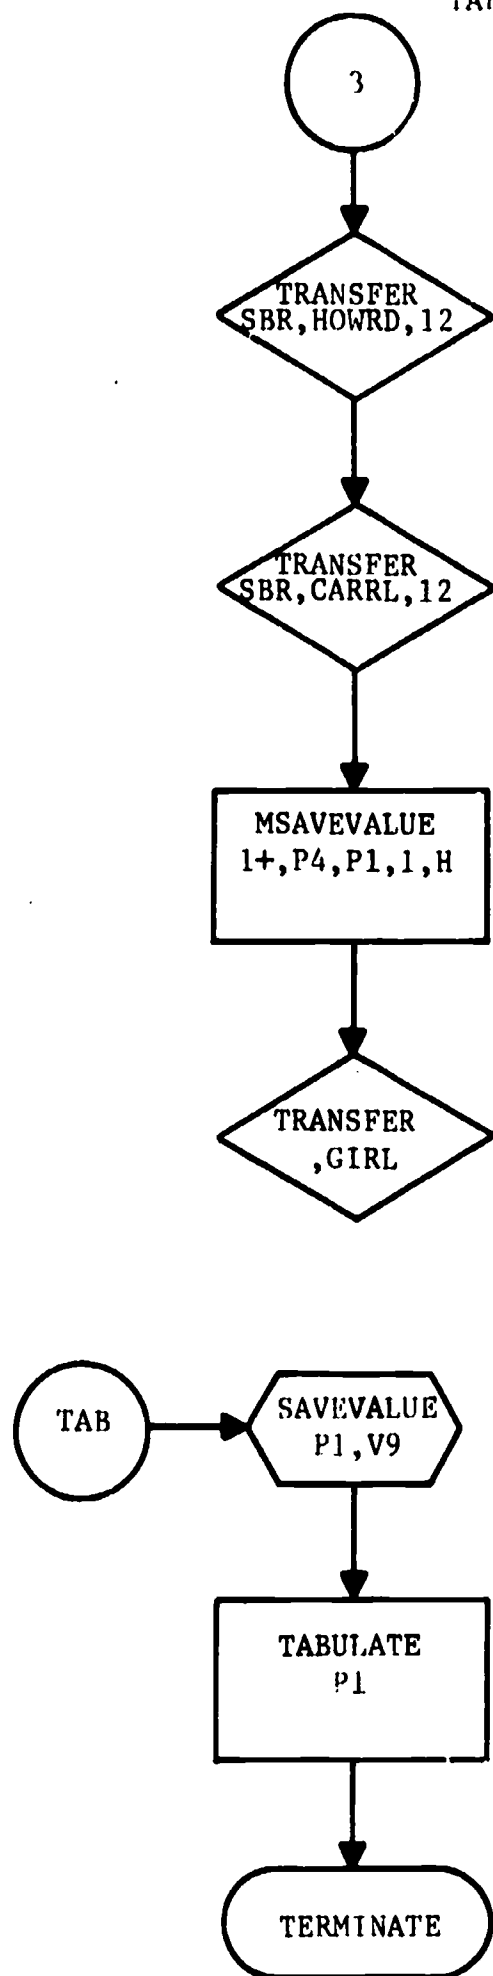 3
TRANSFER
SBR,HOWRD,12
TRANSFER
SBR,CARRL,12
MSAVEVALUE
1+,P4,P1,1,H
TRANSFER
,GIRL
TAB
SAVEVALUE
P1,V9
TABULATE
P1
TERMINATE